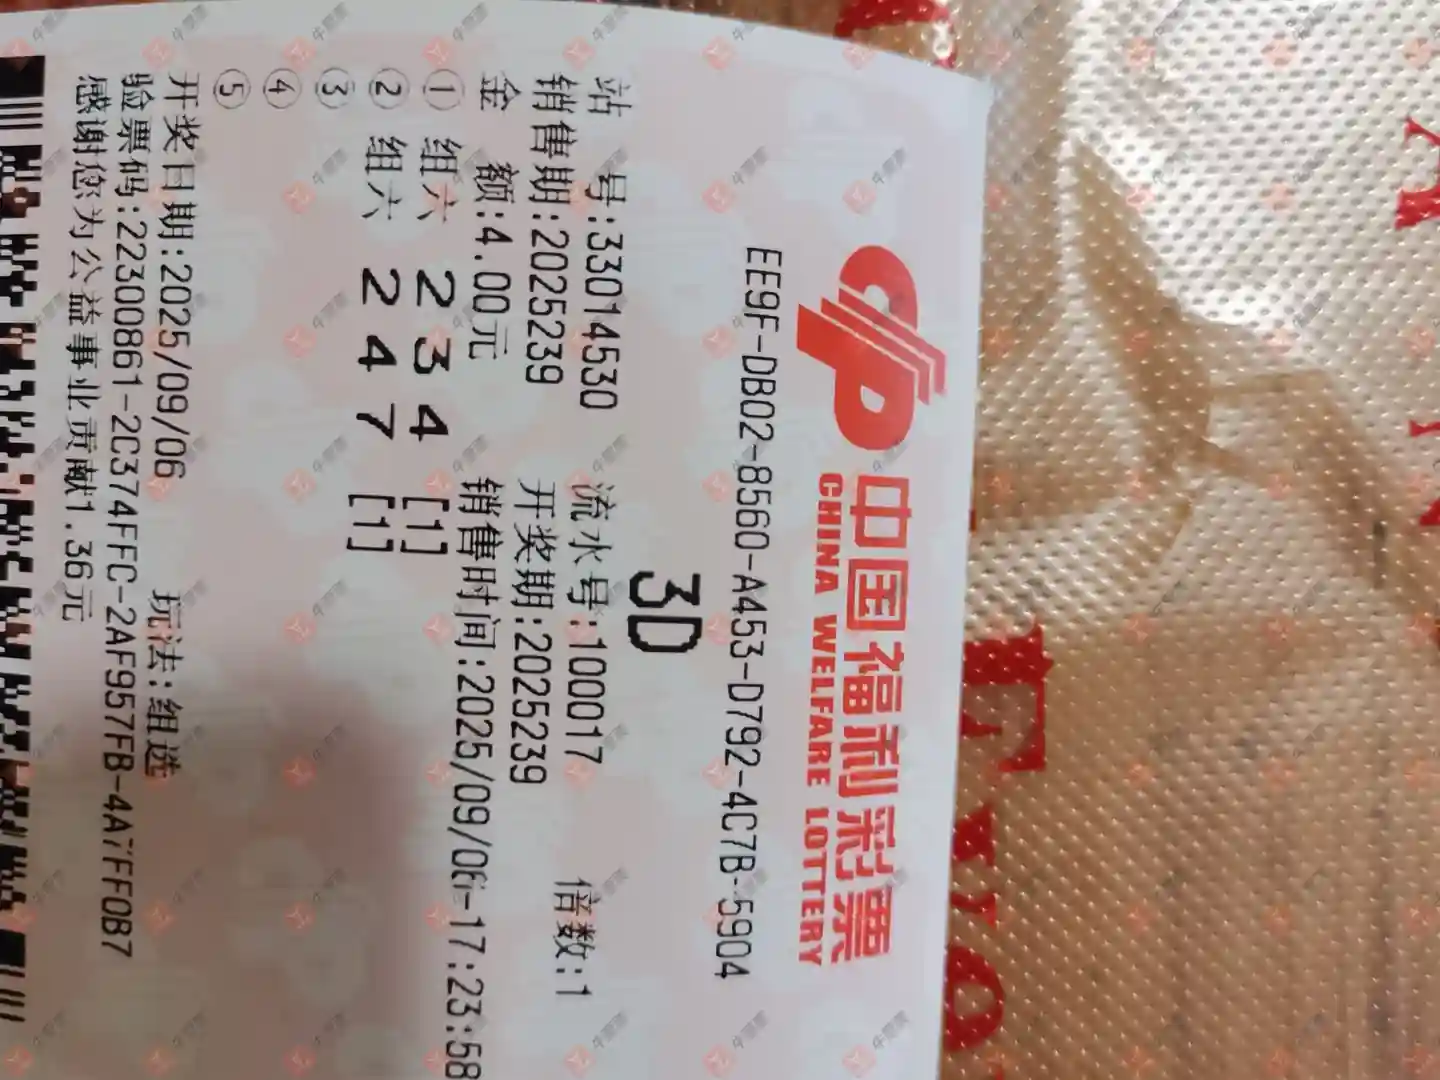 中国福利彩票
CHINA WELFARE LOTTERY
EE9F-DB02-8560-A453-D792-4C7B-5904
3D
站 号:33014530 流水号:100017 倍数:1
销售期:2025239 开奖期:2025239
金 额:4.00元 销售时间:2025/09/06-17:23:58
① 组六 2 3 4 [1]
② 组六 2 4 7 [1]
③
④
⑤
开奖日期:2025/09/06 玩法:组选
验票码:22300861-2C374FFC-2AF957FB-4A7FF0B7
感谢您为公益事业贡献1.36元